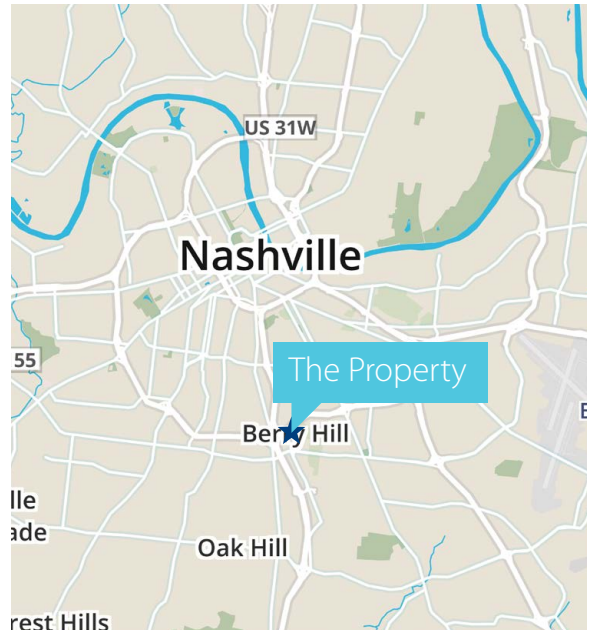 US 31W
Nashville
55
The Property
E
Berry Hill
lle
ade
Oak Hill
rest Hills